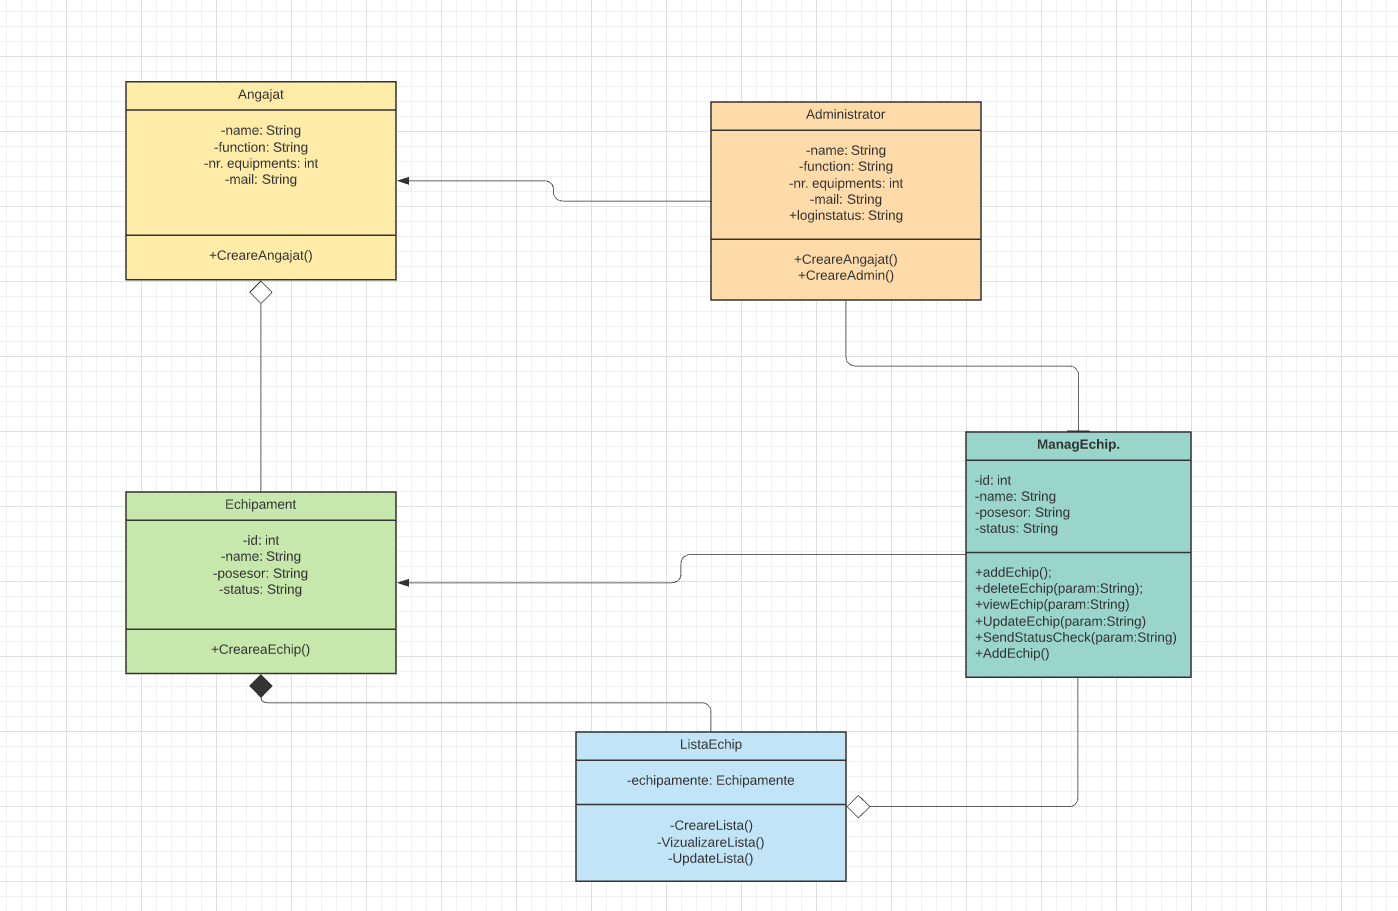 Angajat
-name: String
-function: String
-nr. equipments: int
-mail: String
+CreareAngajat()
Administrator
-name: String
-function: String
-nr. equipments: int
-mail: String
+loginstatus: String
+CreareAngajat()
+CreareAdmin()
ManagEchip.
-id: int
-name: String
-posesor: String
-status: String
+addEchip();
+deleteEchip(param:String);
+viewEchip(param:String)
+UpdateEchip(param:String)
+SendStatusCheck(param:String)
+AddEchip()
Echipament
-id: int
-name: String
-posesor: String
-status: String
+CreareaEchip()
ListaEchip
-echipamente: Echipamente
-CreareLista()
-VizualizareLista()
-UpdateLista()